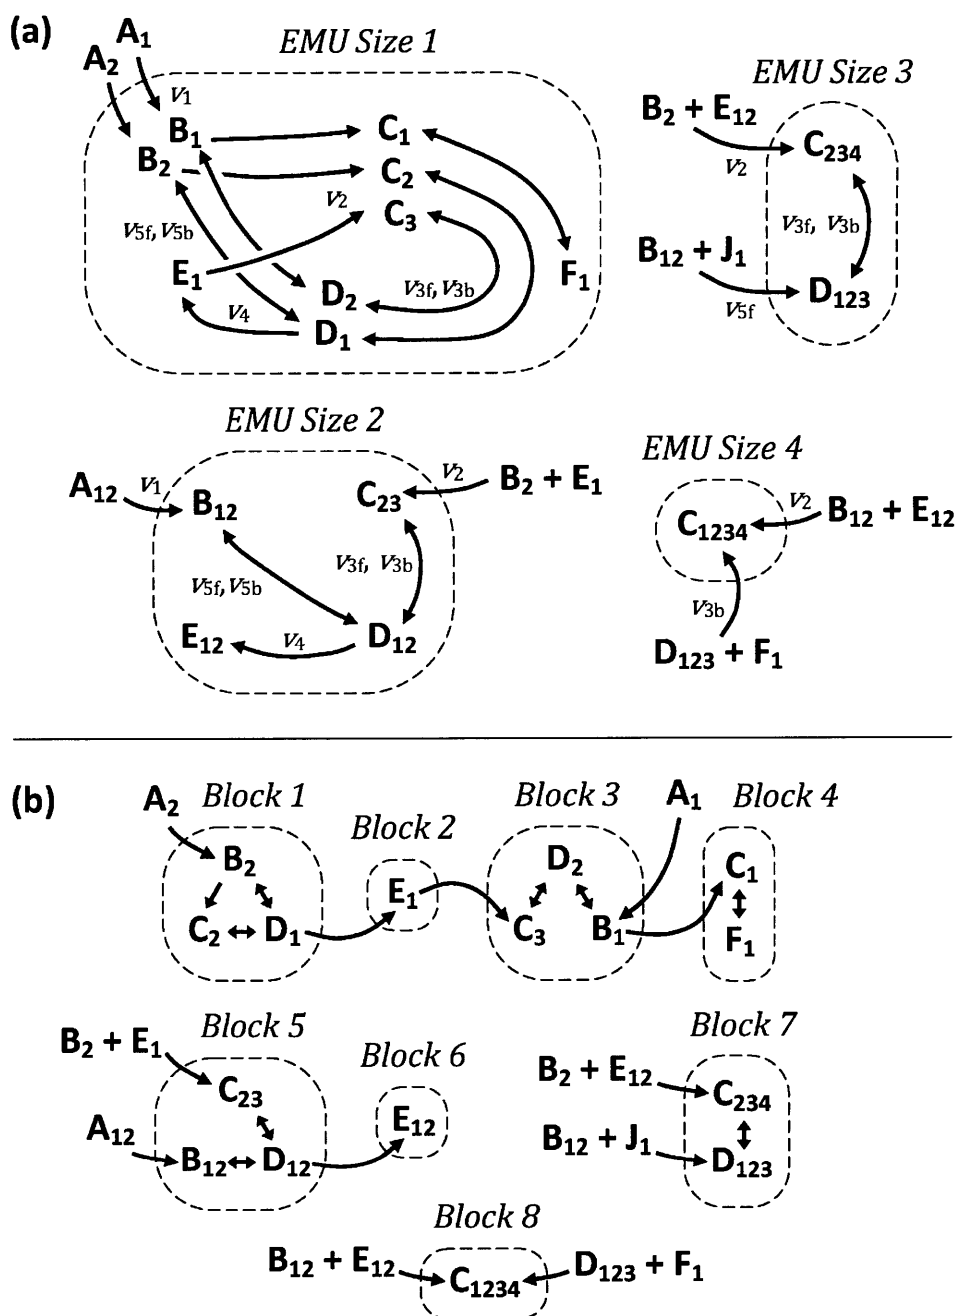 (a)
EMU Size 1
A₁
A₂
v₁
B₁
B₂
C₁
C₂
C₃
v₂
v₅f, v₅b
E₁
D₂
D₁
v₄
v₃f, v₃b
F₁
EMU Size 3
B₂ + E₁₂
v₂
C₂₃₄
v₃f, v₃b
B₁₂ + J₁
v₅f
D₁₂₃
EMU Size 2
A₁₂
v₁
B₁₂
C₂₃
v₂
B₂ + E₁
v₃f, v₃b
v₅f, v₅b
E₁₂
v₄
D₁₂
EMU Size 4
C₁₂₃₄
v₂
B₁₂ + E₁₂
v₃b
D₁₂₃ + F₁
(b)
A₂
Block 1
B₂
C₂
D₁
Block 2
E₁
Block 3
D₂
C₃
B₁
A₁
Block 4
C₁
F₁
Block 5
B₂ + E₁
C₂₃
A₁₂
B₁₂
D₁₂
Block 6
E₁₂
Block 7
B₂ + E₁₂
C₂₃₄
B₁₂ + J₁
D₁₂₃
Block 8
B₁₂ + E₁₂
C₁₂₃₄
D₁₂₃ + F₁